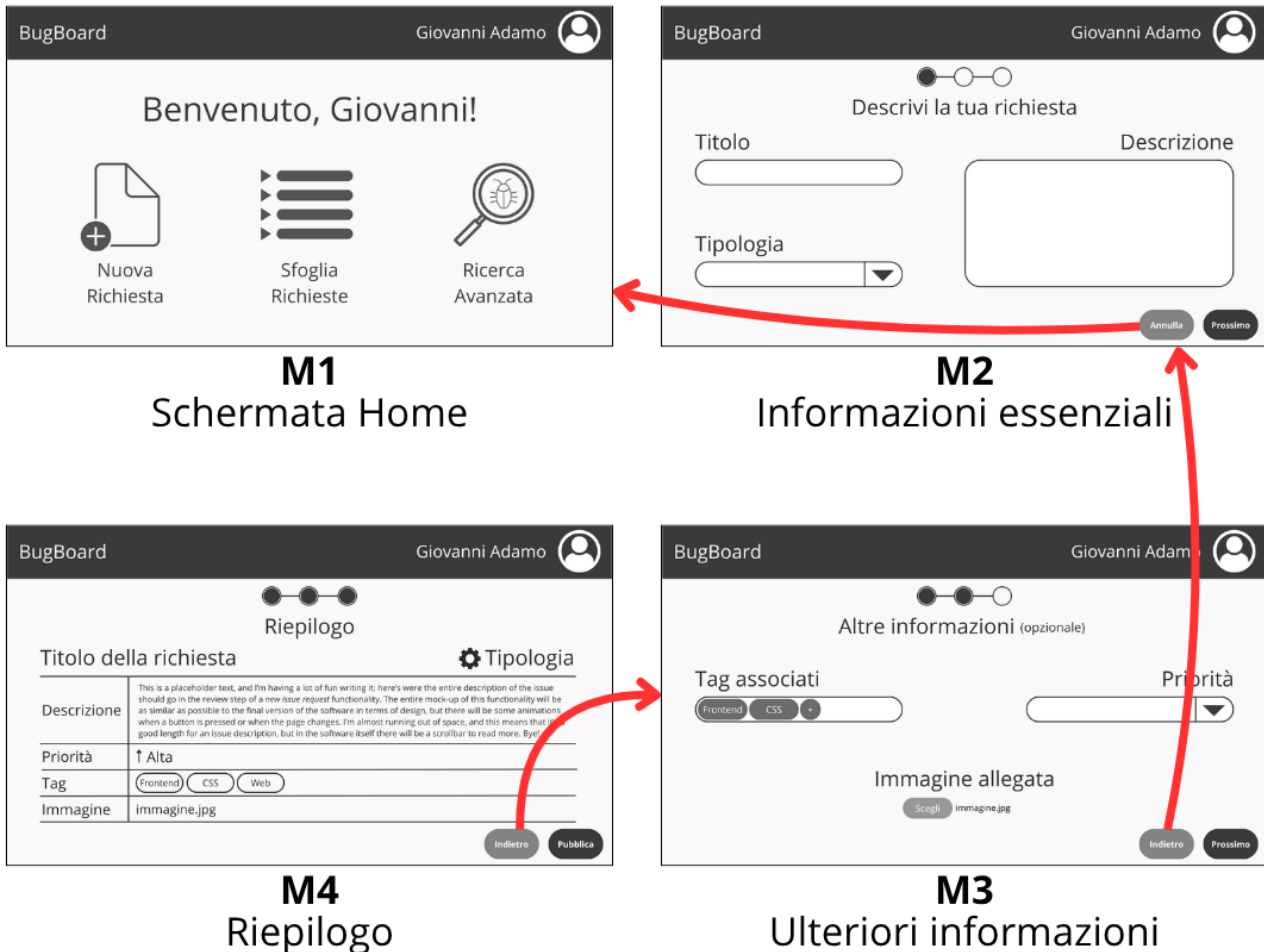 BugBoard
Giovanni Adamo
Benvenuto, Giovanni!
Nuova
Richiesta
Sfoglia
Richieste
Ricerca
Avanzata
M1
Schermata Home
BugBoard
Giovanni Adamo
Descrivi la tua richiesta
Titolo
Descrizione
Tipologia
Annulla
Prossimo
M2
Informazioni essenziali
BugBoard
Giovanni Adamo
Riepilogo
Titolo della richiesta
Tipologia
Descrizione
This is a placeholder text, and I'm having a lot of fun writing it; here's were the entire description of the issue
should go in the review step of a new issue request functionality. The entire mock-up of this functionality will be
as similar as possible to the final version of the software in terms of design, but there will be some animations
when a button is pressed or when the page changes. I'm almost running out of space, and this means that
good length for an issue description, but in the software itself there will be a scrollbar to read more. Bye!
Priorità
↑ Alta
Tag
Frontend
CSS
Web
Immagine
immagine.jpg
Indietro
Pubblica
M4
Riepilogo
BugBoard
Giovanni Adamo
Altre informazioni (opzionale)
Tag associati
Priorità
Frontend
CSS
+
Immagine allegata
Scegli
immagine.jpg
Indietro
Prossimo
M3
Ulteriori informazioni